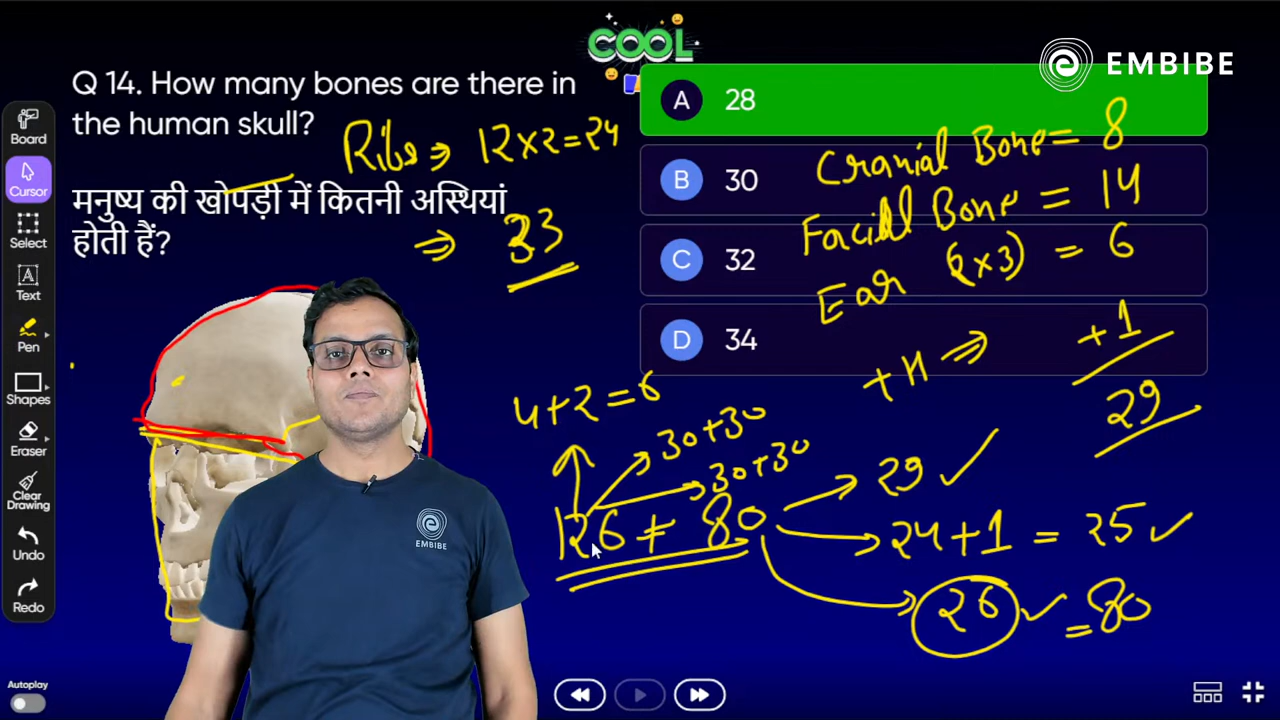 COOL
EMBIBE
Q 14. How many bones are there in
the human skull?
मनुष्य की खोपड़ी में कितनी अस्थियां
होती हैं?
Ribs ⇒ 12×2=24
⇒ 33
A 28
B 30
C 32
D 34
Cranial Bone = 8
Facial Bone = 14
Ear (2×3) = 6
+H ⇒ +1
29
4+2=6
30+30
30+30
126 + 80
29 ✓
24+1 = 25 ✓
26 ✓ = 80
Board
Cursor
Select
Text
Pen
Shapes
Eraser
Clear
Drawing
Undo
Redo
Autoplay
EMBIBE